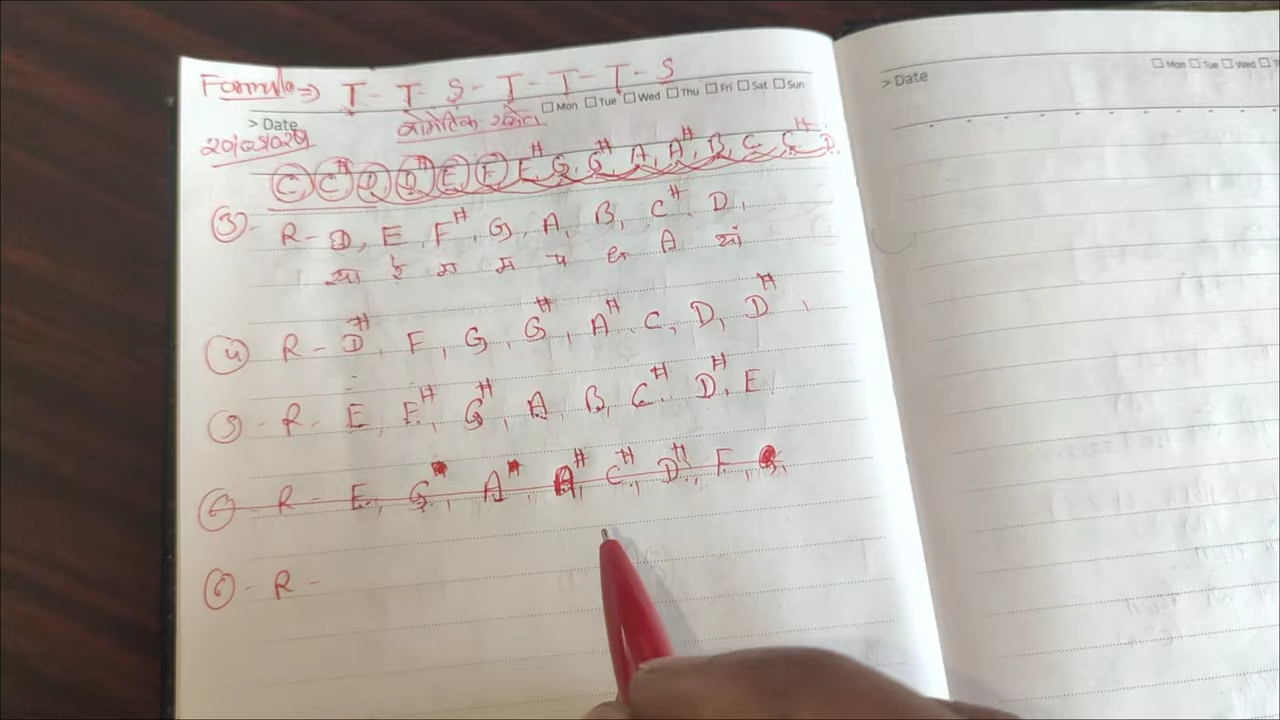 Formula => T - T - S - T - T - T - S
> Date □ Mon □ Tue □ Wed □ Thu □ Fri □ Sat □ Sun
C C# D D# E F F# G, G#, A, A#, B, C, C#, D.
3 - R - D, E, F#, G, A, B, C#, D,
सा रे ग म प ध A सां
4 R - D#, F, G, G#, A#, C, D, D#,
5 - R - E, F#, G#, A, B, C#, D#, E,
6 R - E, G, A, A#, C#, D#, F,
6 - R -
> Date □ Mon □ Tue □ Wed